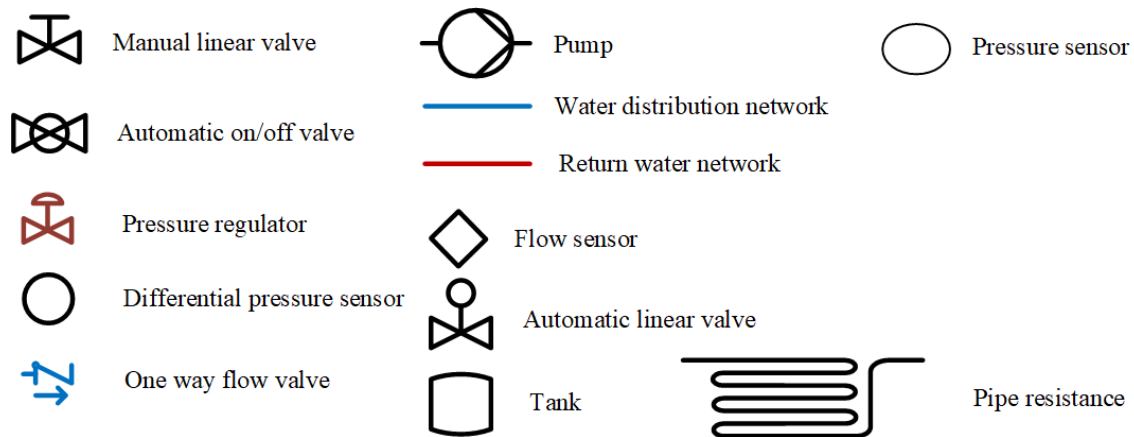 Manual linear valve
Pump
Pressure sensor
Water distribution network
Automatic on/off valve
Return water network
Pressure regulator
Flow sensor
Differential pressure sensor
Automatic linear valve
One way flow valve
Tank
Pipe resistance